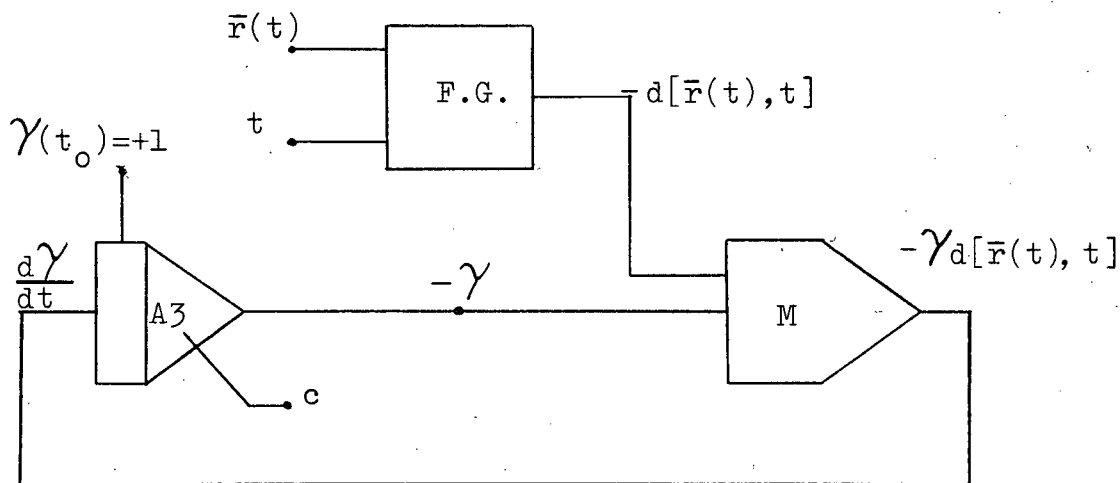 r̄(t)
F.G.
-d[r̄(t),t]
t
γ(t₀)=+1
dγ/dt
A3
-γ
M
-γd[r̄(t), t]
c